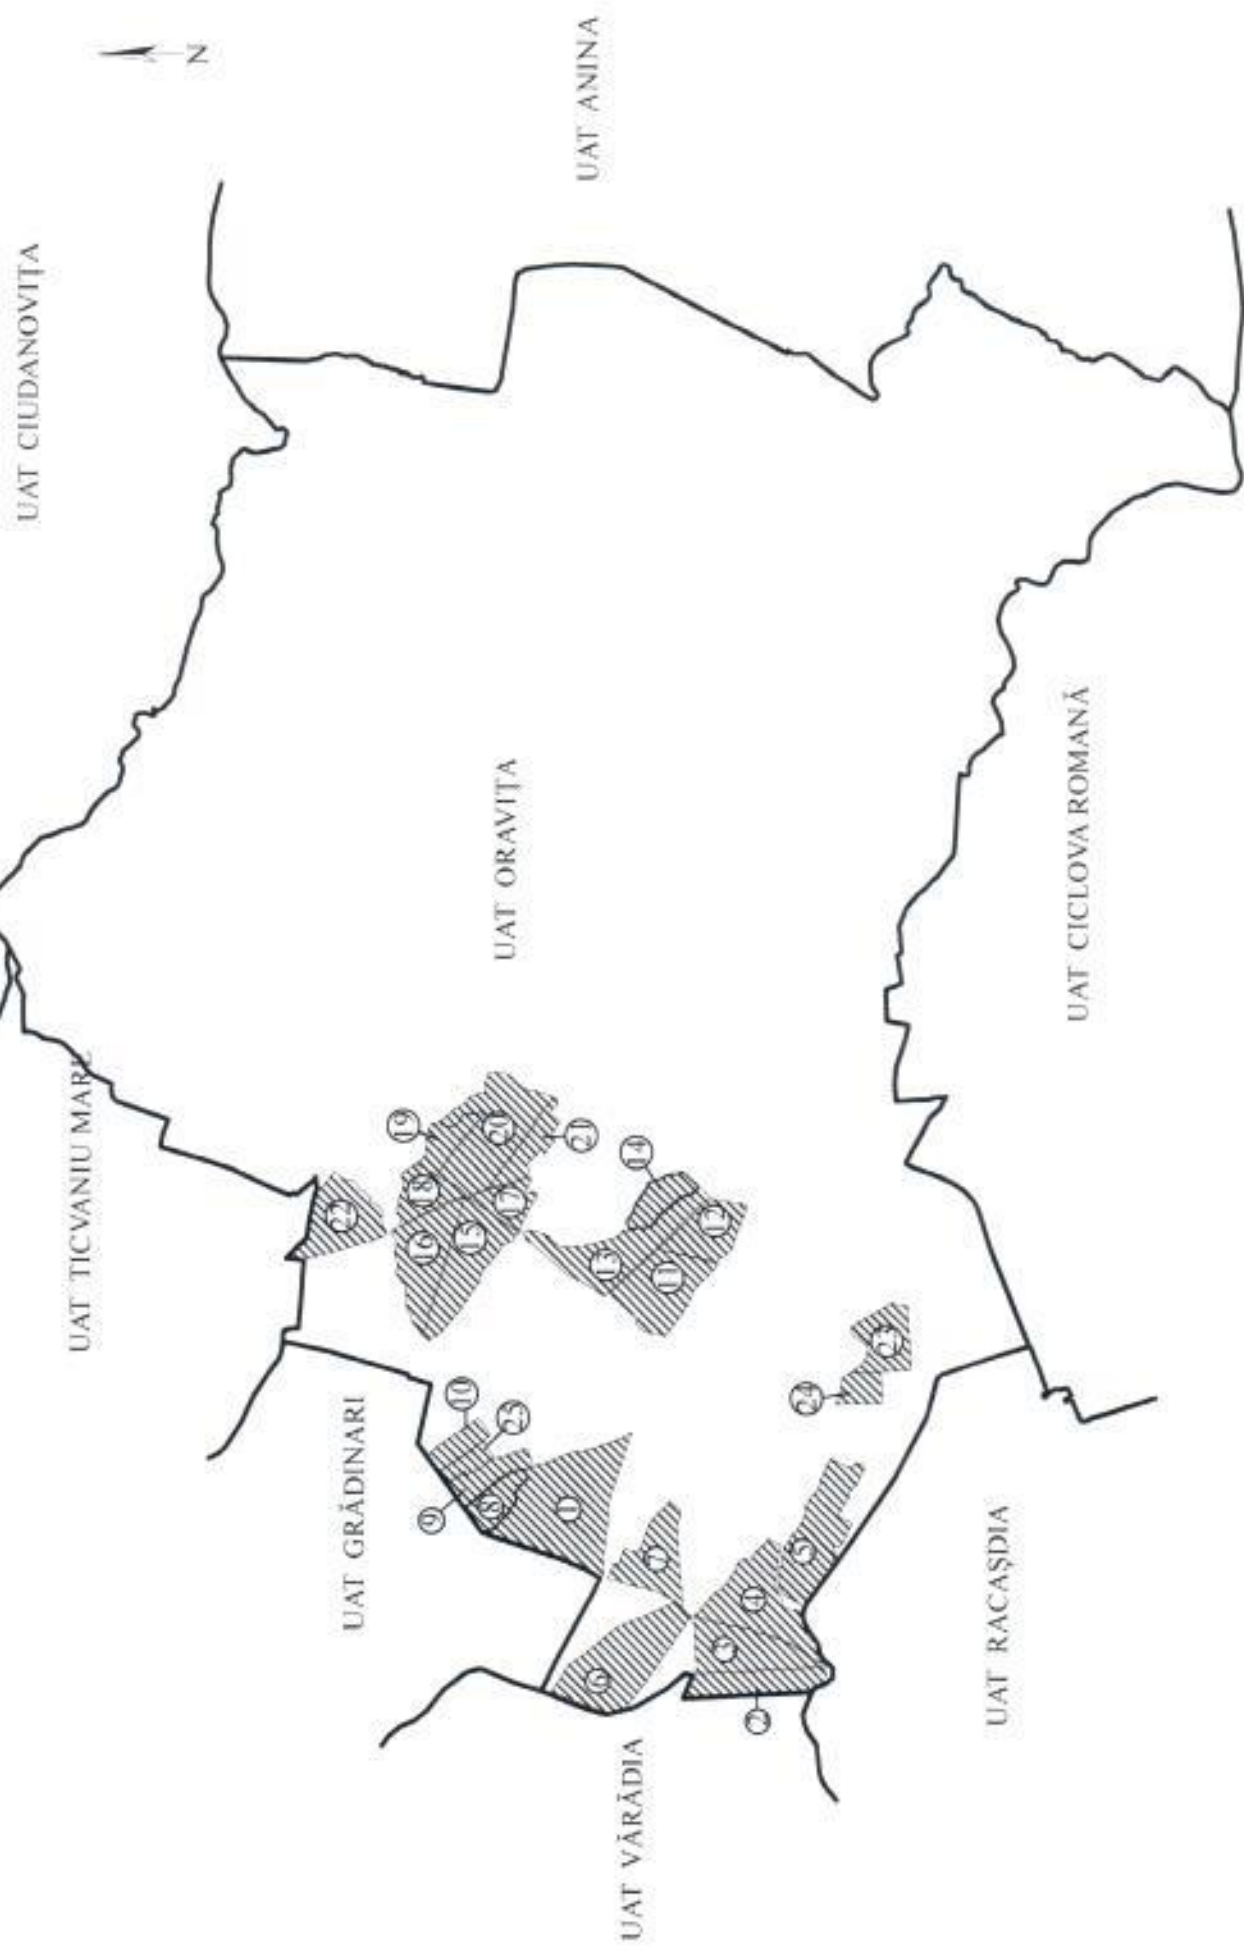 UAT CIUDANOVIȚA
UAT TICVANIU MARE
N
22
UAT GRĂDINARI
19
16
18
9
10
15
8
20
UAT ORAVIȚA
25
17
1
21
UAT ANINA
6
13
UAT VĂRĂDIA
14
7
11
12
3
4
2
5
24
23
UAT RACAȘDIA
UAT CICLOVA ROMANĂ